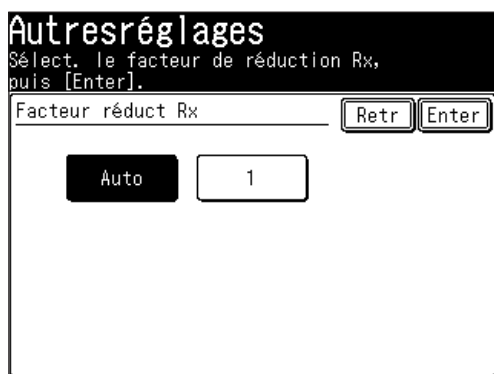 Autresréglages
Sélect. le facteur de réduction Rx,
puis [Enter].
Facteur réduct Rx
Retr Enter
Auto 1